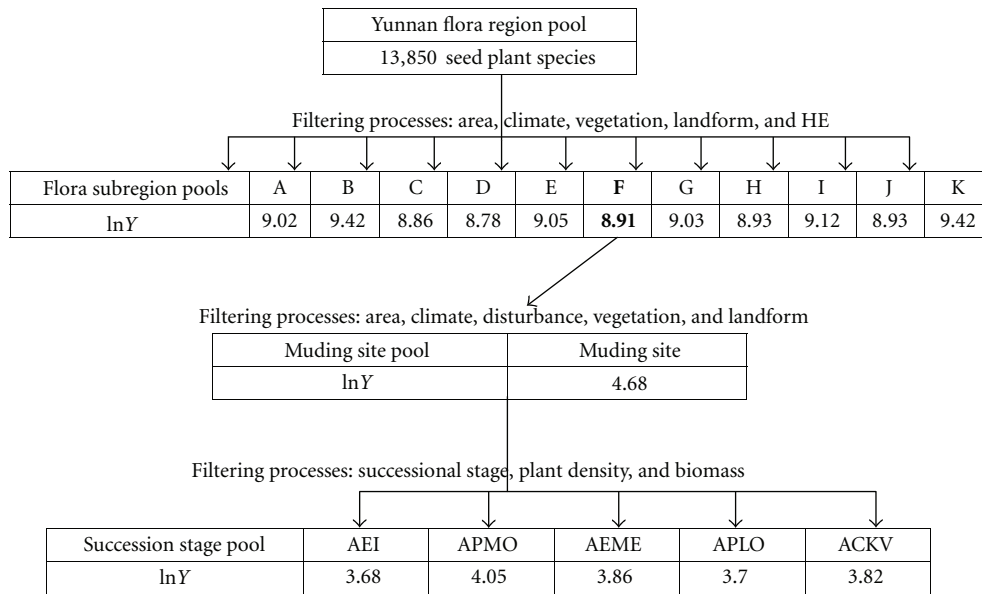 Yunnan flora region pool
13,850 seed plant species
Filtering processes: area, climate, vegetation, landform, and HE
Flora subregion pools A B C D E F G H I J K
lnY 9.02 9.42 8.86 8.78 9.05 8.91 9.03 8.93 9.12 8.93 9.42
Filtering processes: area, climate, disturbance, vegetation, and landform
Muding site pool Muding site
lnY 4.68
Filtering processes: successional stage, plant density, and biomass
Succession stage pool AEI APMO AEME APLO ACKV
lnY 3.68 4.05 3.86 3.7 3.82